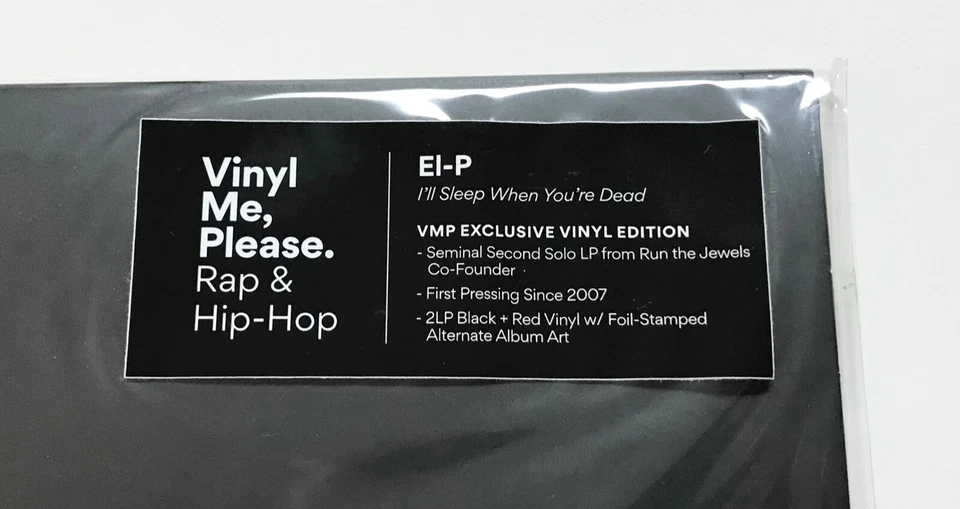 Vinyl
Me,
Please.
Rap &
Hip-Hop
El-P
I'll Sleep When You're Dead
VMP EXCLUSIVE VINYL EDITION
- Seminal Second Solo LP from Run the Jewels
Co-Founder
- First Pressing Since 2007
- 2LP Black + Red Vinyl w/ Foil-Stamped
Alternate Album Art